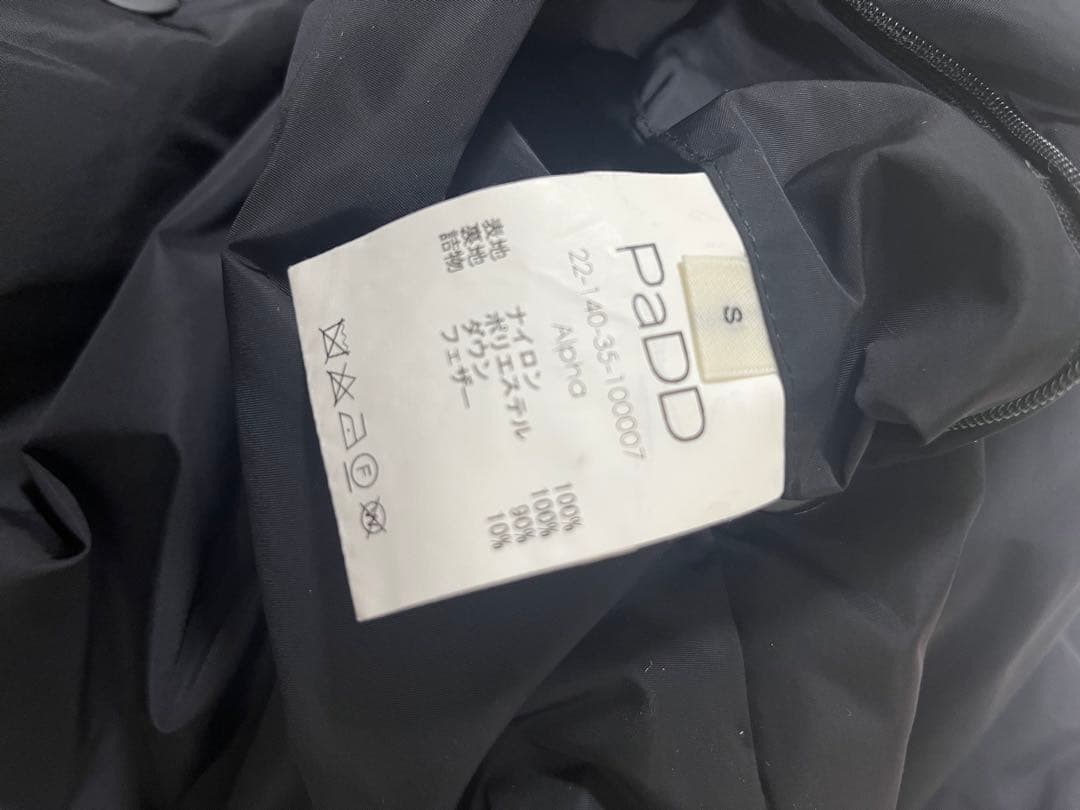 S
PaDD
22-140-35-100007
Alpha
表地 ナイロン 100%
裏地 ポリエステル 100%
詰物 ダウン 90%
フェザー 10%
F
W